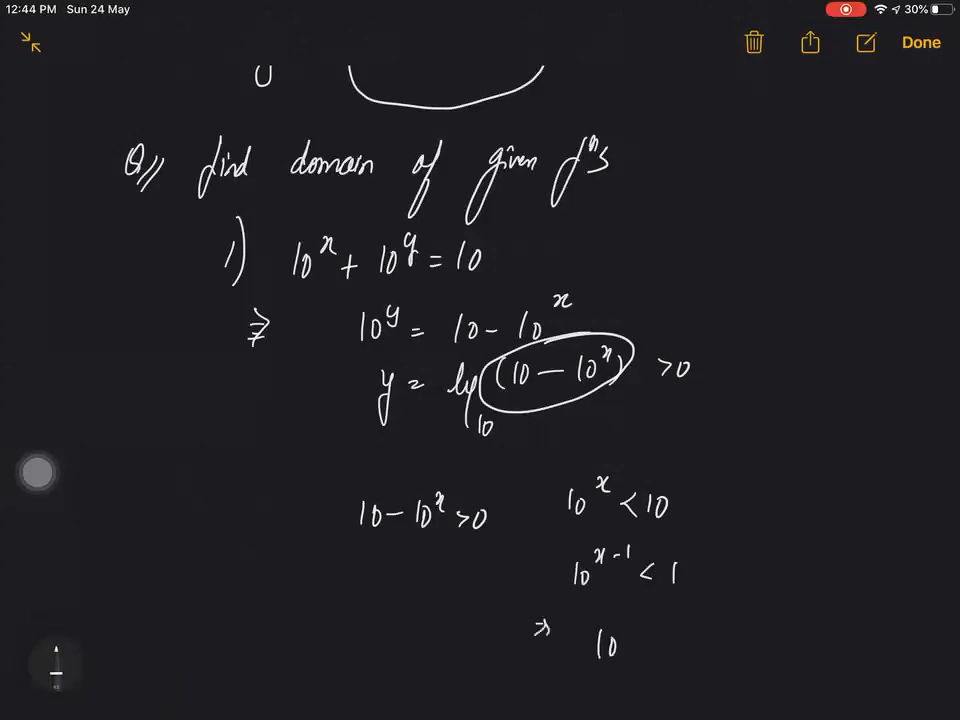 12:44 PM Sun 24 May 30%
Done
U
Q// find domain of given fⁿs
1) 10^x + 10^y = 10
⇒ 10^y = 10 - 10^x
y = log_10 (10 - 10^x) >0
10 - 10^x >0 10^x < 10
10^(x-1) < 1
⇒ 10